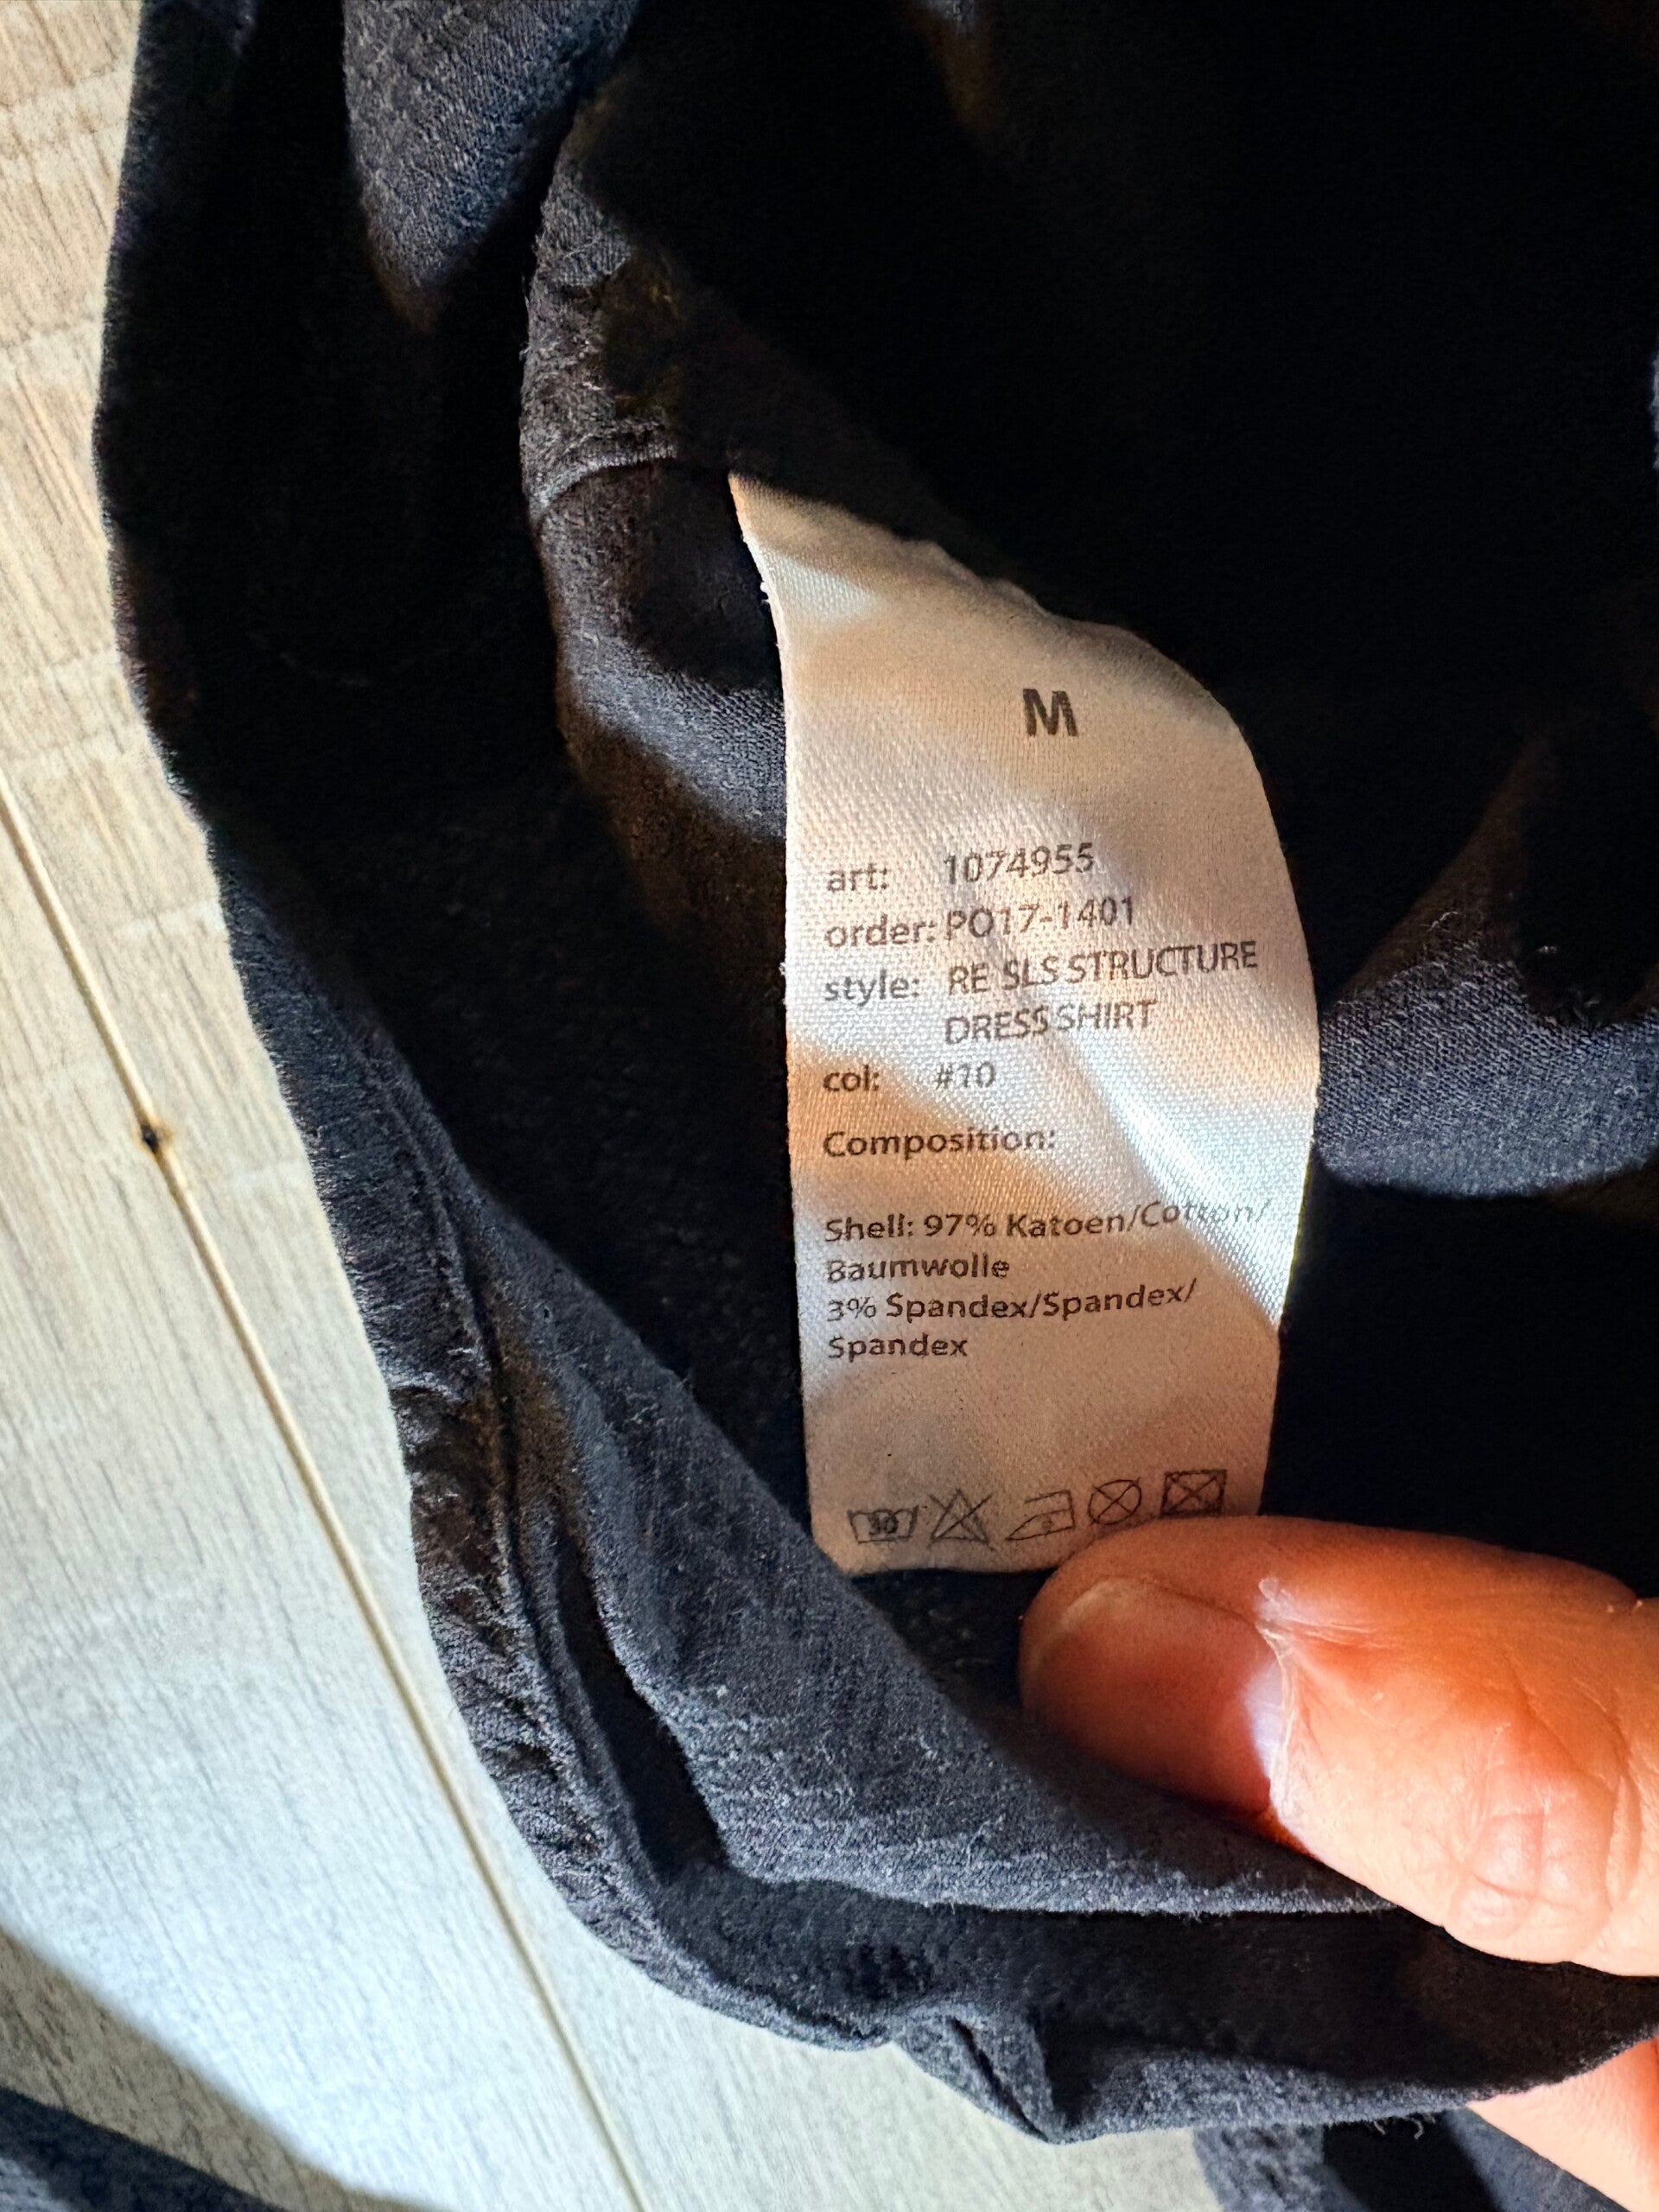 M
art: 1074955
order: PO17-1401
style: RE SLS STRUCTURE
DRESS SHIRT
col: #10
Composition:
Shell: 97% Katoen/Cotton/
Baumwolle
3% Spandex/Spandex/
Spandex
30